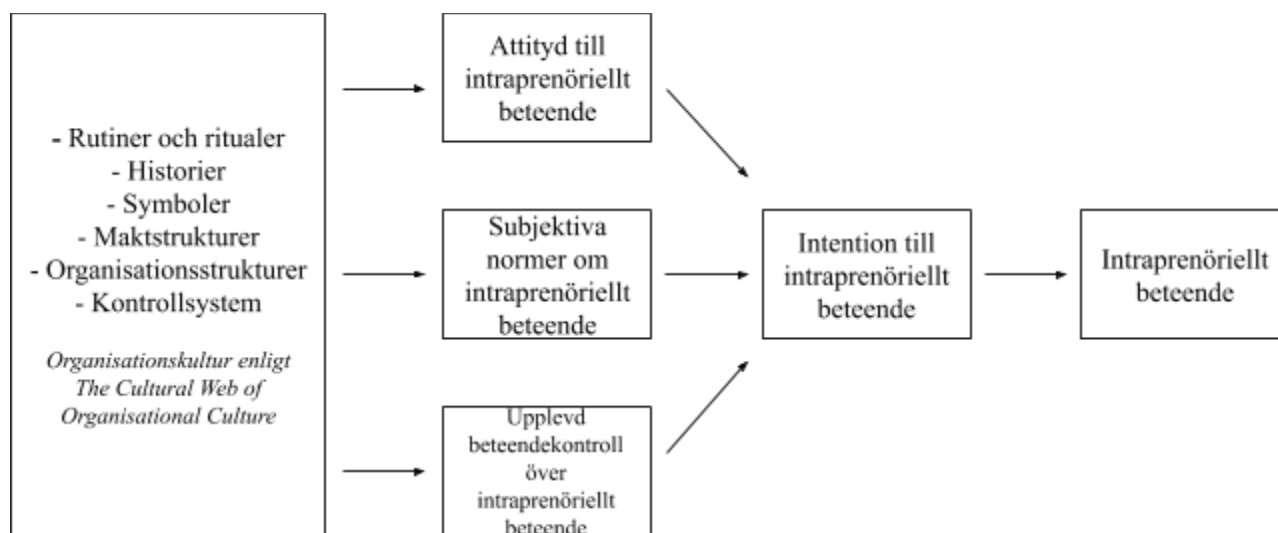 - Rutiner och ritualer
- Historier
- Symboler
- Maktstrukturer
- Organisationsstrukturer
- Kontrollsystem
Organisationskultur enligt
The Cultural Web of
Organisational Culture
Attityd till
intraprenöriellt
beteende
Subjektiva
normer om
intraprenöriellt
beteende
Upplevd
beteendekontroll
över
intraprenöriellt
beteende
Intention till
intraprenöriellt
beteende
Intraprenöriellt
beteende